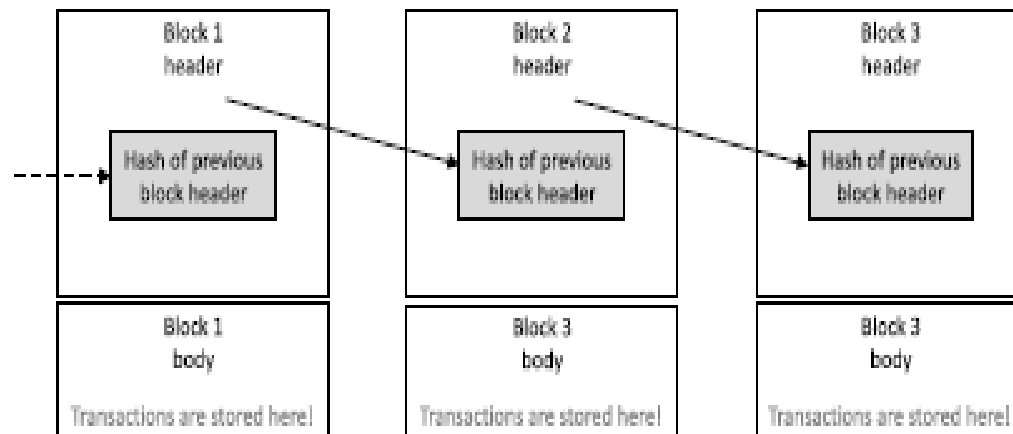 Block 1
header
Hash of previous
block header
Block 2
header
Hash of previous
block header
Block 3
header
Hash of previous
block header
Block 1
body
Transactions are stored here!
Block 3
body
Transactions are stored here!
Block 3
body
Transactions are stored here!